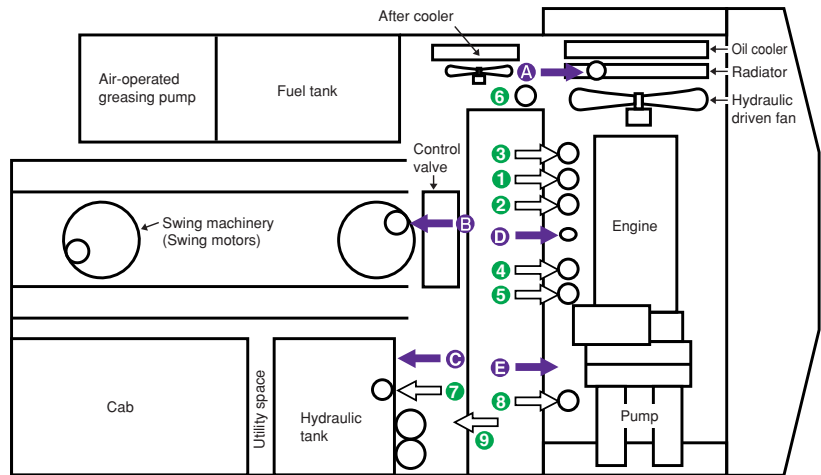 After cooler
Oil cooler
Air-operated
greasing pump
Fuel tank
A
Radiator
6
Hydraulic
driven fan
Control
valve
3
1
2
Swing machinery
(Swing motors)
B
D
Engine
4
5
C
E
7
8
Cab
Utility space
Hydraulic
tank
9
Pump